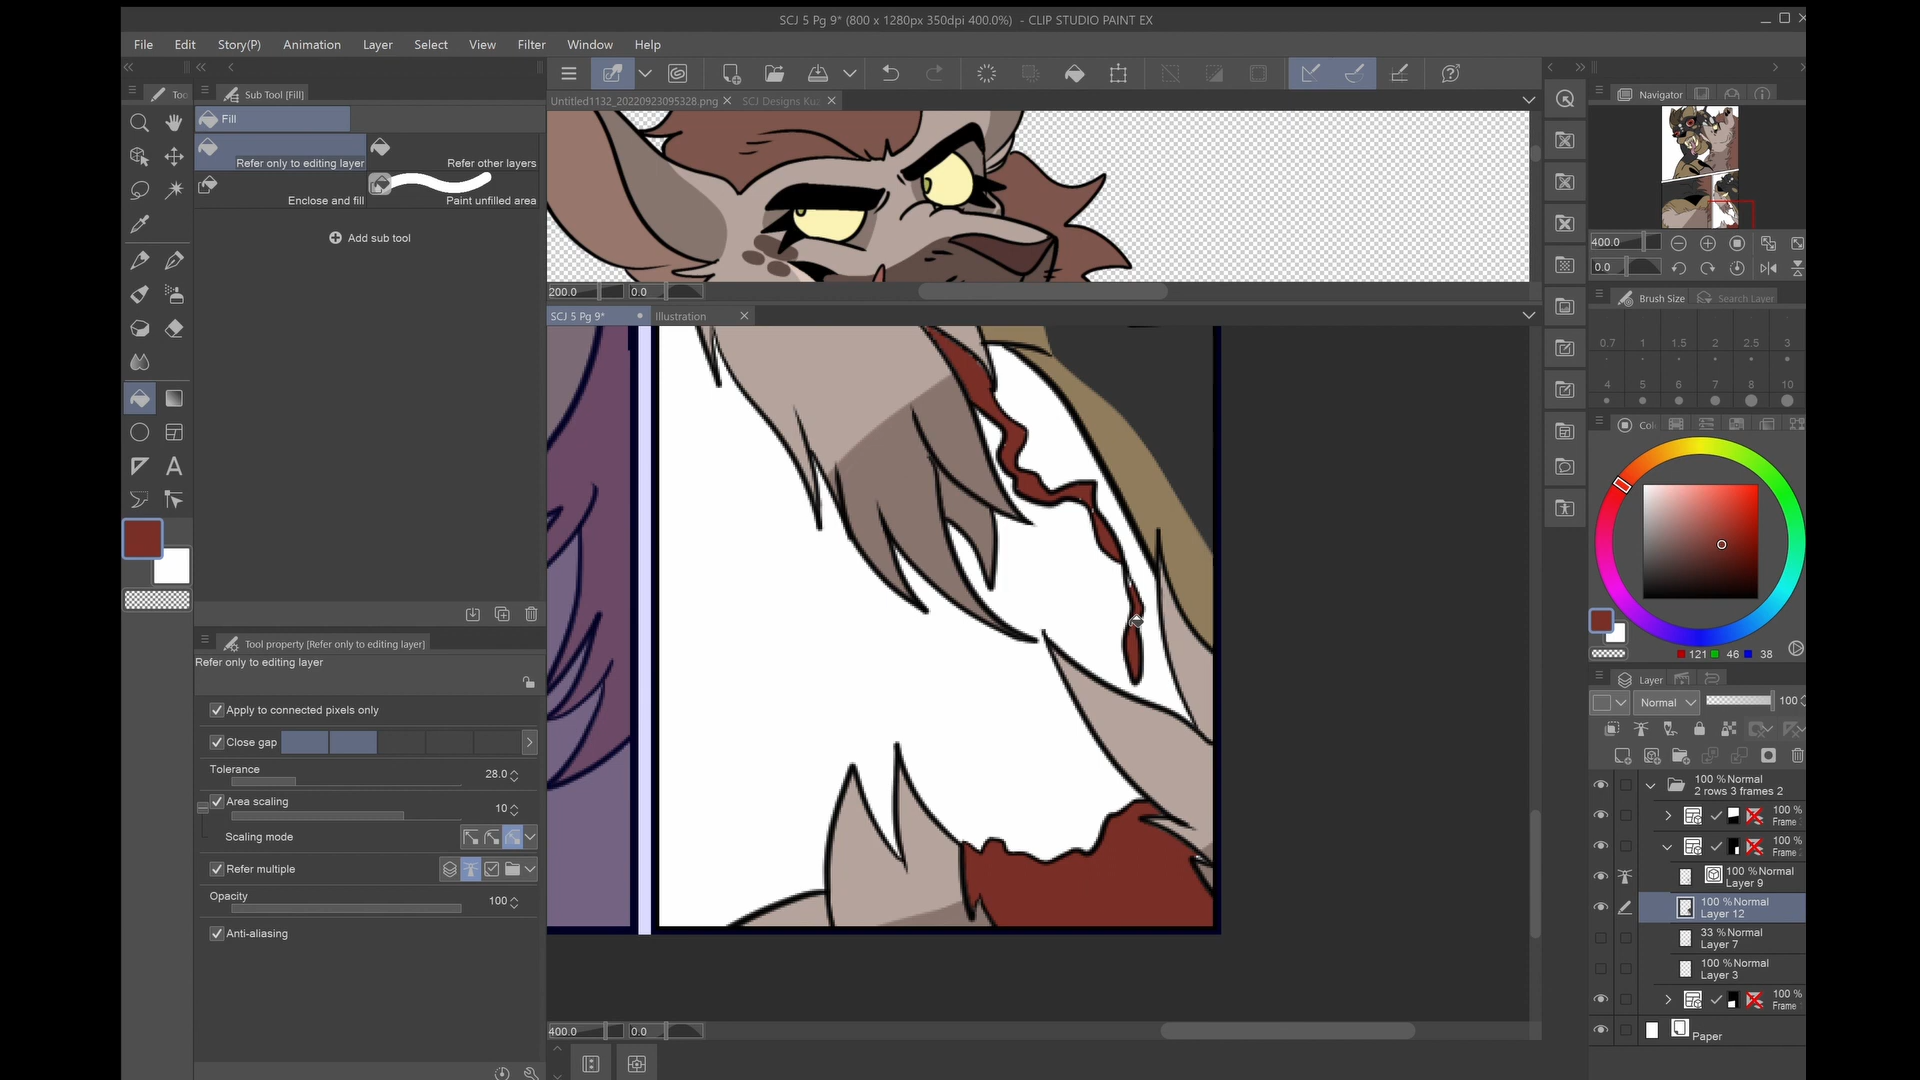 SCJ 5 Pg 9* (800 x 1280px 350dpi 400.0%) - CLIP STUDIO PAINT EX
File Edit Story(P) Animation Layer Select View Filter Window Help
Too
Sub Tool [Fill]
Fill
Refer only to editing layer
Refer other layers
Enclose and fill
Paint unfilled area
Add sub tool
Tool property [Refer only to editing layer]
Refer only to editing layer
Apply to connected pixels only
Close gap
Tolerance
28.0
Area scaling
10
Scaling mode
Refer multiple
Opacity
100
Anti-aliasing
Untitled1132_20220923095328.png
SCJ Designs Ku
200.0 0.0
SCJ 5 Pg 9*
Illustration
400.0 0.0
Navigator
400.0
0.0
Brush Size
Search Layer
0.7 1 1.5 2 2.5 3
4 5 6 7 8 10
Col
121 46 38
Layer
Normal
100
100 %Normal
2 rows 3 frames 2
100 %
Frame
100 %
Frame
100 %Normal
Layer 9
100 %Normal
Layer 12
33 %Normal
Layer 7
100 %Normal
Layer 3
100 %
Frame
Paper